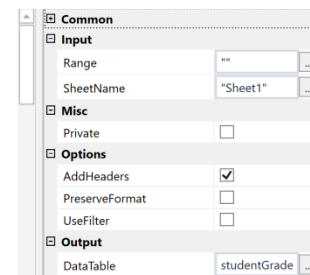 Common
Input
Range ""
SheetName "Sheet1"
Misc
Private
Options
AddHeaders
PreserveFormat
UseFilter
Output
DataTable studentGrade